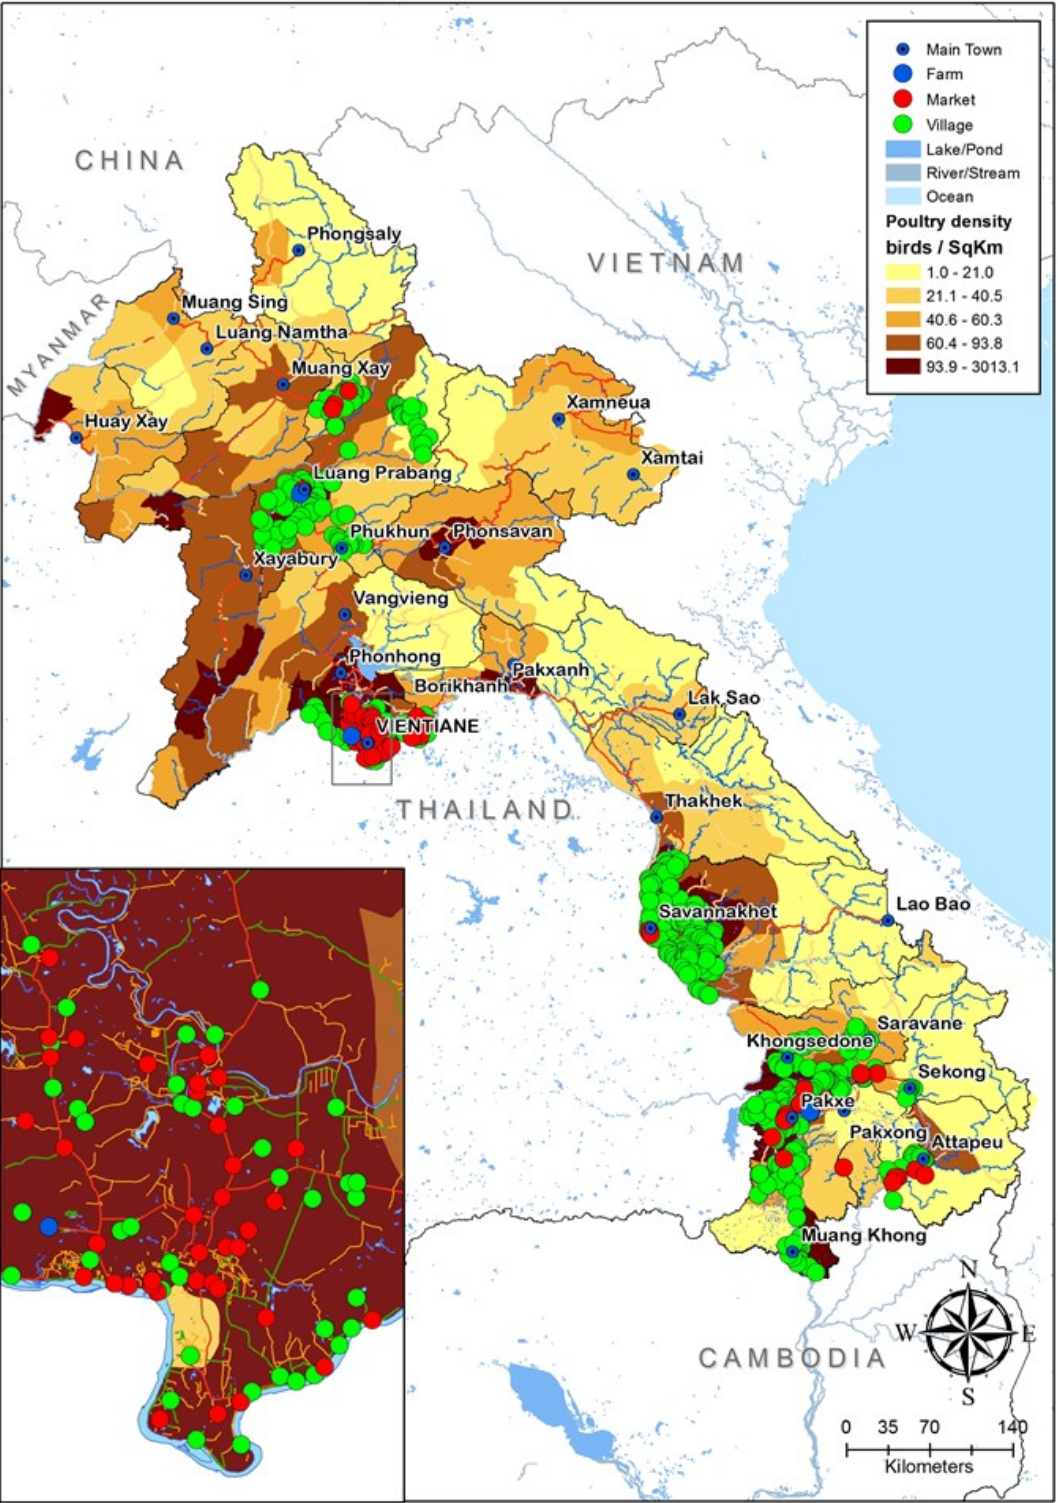 Main Town
Farm
Market
Village
Lake/Pond
River/Stream
Ocean
Poultry density
birds / SqKm
1.0 - 21.0
21.1 - 40.5
40.6 - 60.3
60.4 - 93.8
93.9 - 3013.1
CHINA
Phongsaly
VIETNAM
MYANMAR
Muang Sing
Luang Namtha
Muang Xay
Xamneua
Huay Xay
Xamtai
Luang Prabang
Phukhun
Phonsavan
Xayabury
Vangvieng
Phonhong
Pakxanh
Borikhanh
Lak Sao
VIENTIANE
THAILAND
Thakhek
Lao Bao
Savannakhet
Saravane
Khongsedone
Sekong
Pakxe
Pakxong
Attapeu
Muang Khong
N
W
E
S
CAMBODIA
0 35 70 140
Kilometers